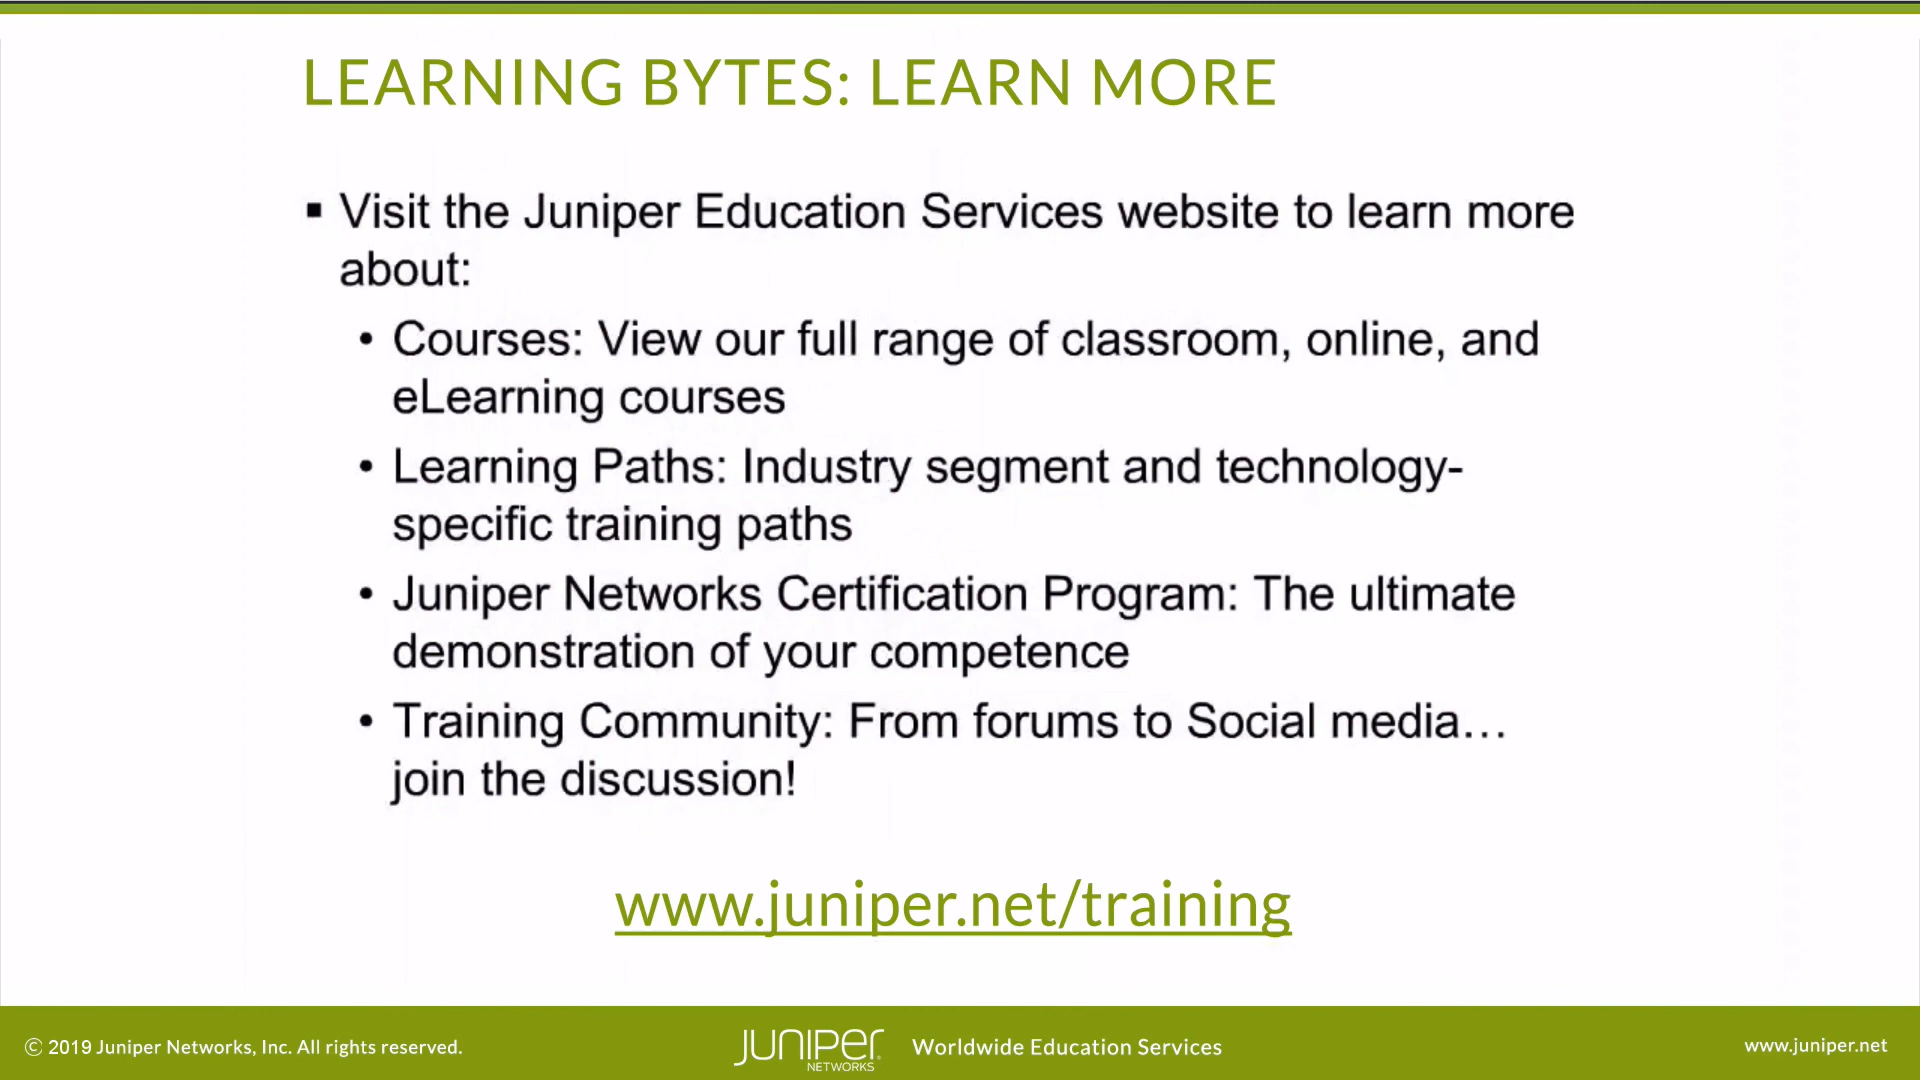 LEARNING BYTES: LEARN MORE
▪ Visit the Juniper Education Services website to learn more
about:
• Courses: View our full range of classroom, online, and
eLearning courses
• Learning Paths: Industry segment and technology-
specific training paths
• Juniper Networks Certification Program: The ultimate
demonstration of your competence
• Training Community: From forums to Social media…
join the discussion!
www.juniper.net/training
© 2019 Juniper Networks, Inc. All rights reserved.
JUNIPEr
NETWORKS
Worldwide Education Services
www.juniper.net